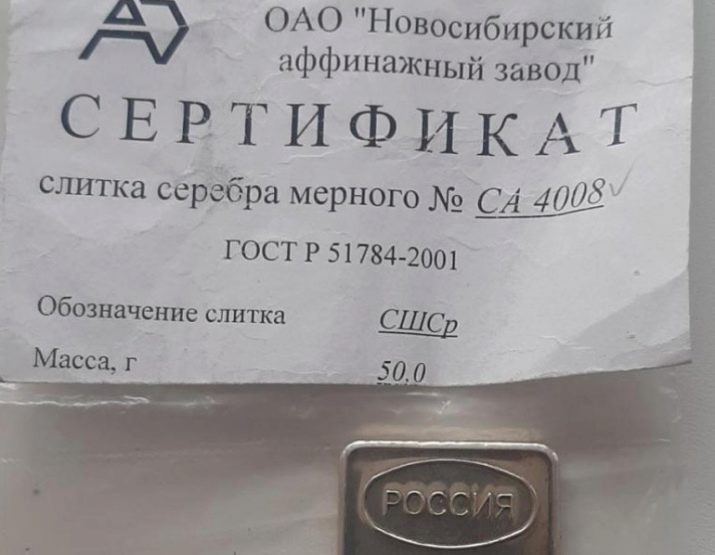 ОАО "Новосибирский
аффинажный завод"
СЕРТИФИКАТ
слитка серебра мерного № СА 4008
ГОСТ Р 51784-2001
Обозначение слитка СШСр
Масса, г 50,0
РОССИЯ